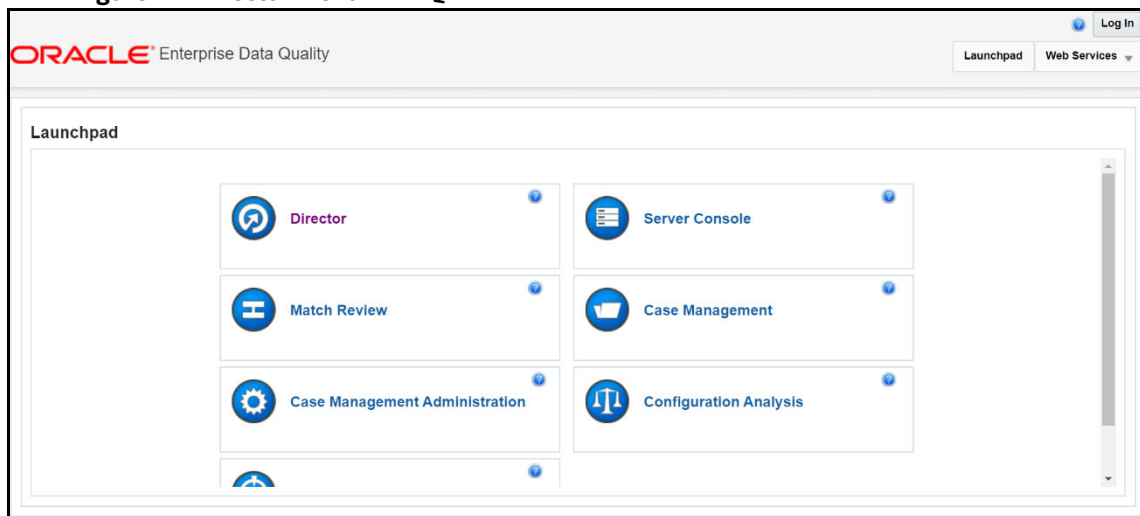 Log In
ORACLE Enterprise Data Quality
Launchpad Web Services
Launchpad
Director
Server Console
Match Review
Case Management
Case Management Administration
Configuration Analysis